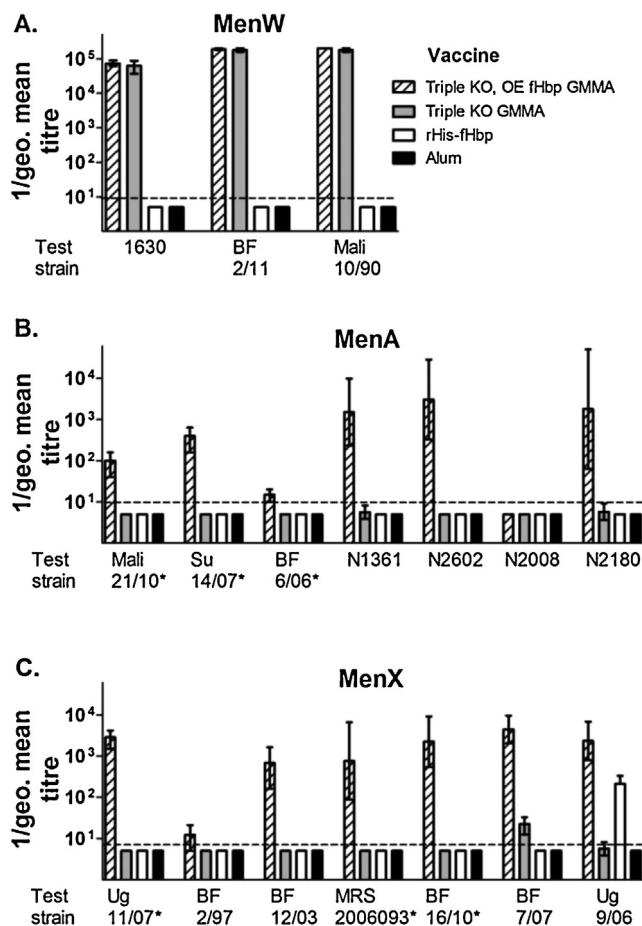 A.
MenW
1/geo. mean
titre
10⁵
10⁴
10³
10²
10¹
Vaccine
Triple KO, OE fHbp GMMA
Triple KO GMMA
rHis-fHbp
Alum
Test 1630 BF Mali
strain 2/11 10/90
B.
MenA
1/geo. mean
titre
10⁴
10³
10²
10¹
Test Mali Su BF N1361 N2602 N2008 N2180
strain 21/10* 14/07* 6/06*
C.
MenX
1/geo. mean
titre
10⁴
10³
10²
10¹
Test Ug BF BF MRS BF BF Ug
strain 11/07* 2/97 12/03 2006093* 16/10* 7/07 9/06